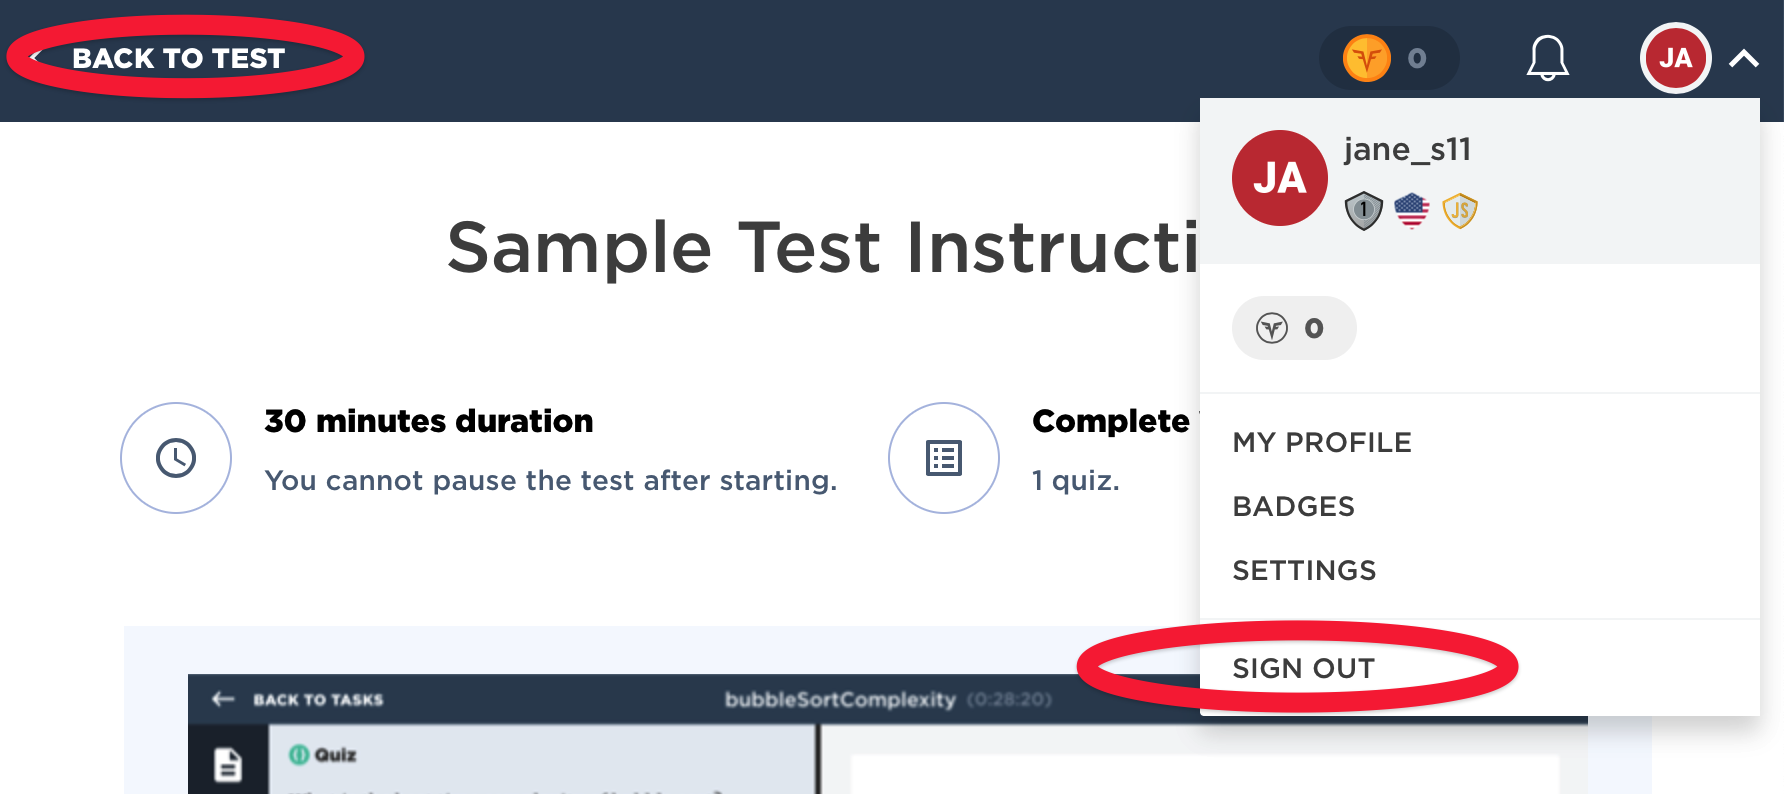 BACK TO TEST
0
JA
JA
jane_s11
1
JS
Sample Test Instructi
0
30 minutes duration
You cannot pause the test after starting.
Complete
1 quiz.
MY PROFILE
BADGES
SETTINGS
SIGN OUT
BACK TO TASKS
bubbleSortComplexity (0:28:20)
() Quiz